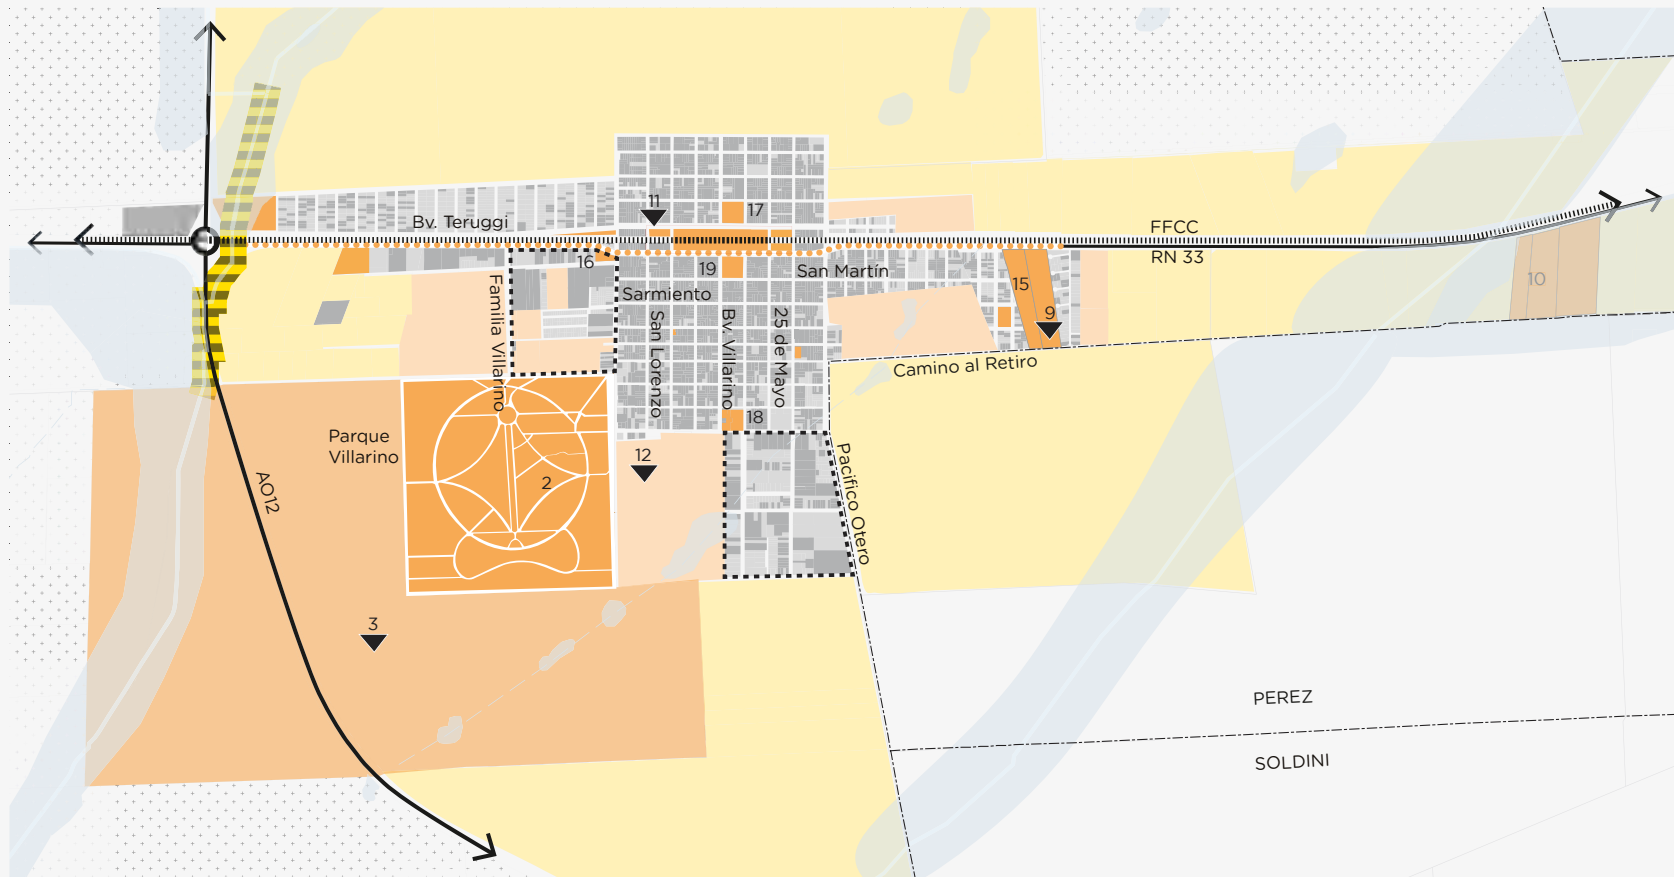 11
17
Bv. Teruggi
FFCC
RN 33
16
19
San Martín
10
15
Sarmiento
9
Familia Villarino
San Lorenzo
Bv. Villarino
25 de Mayo
Camino al Retiro
18
Parque
Villarino
12
2
AO12
Pacifico Otero
3
PEREZ
SOLDINI